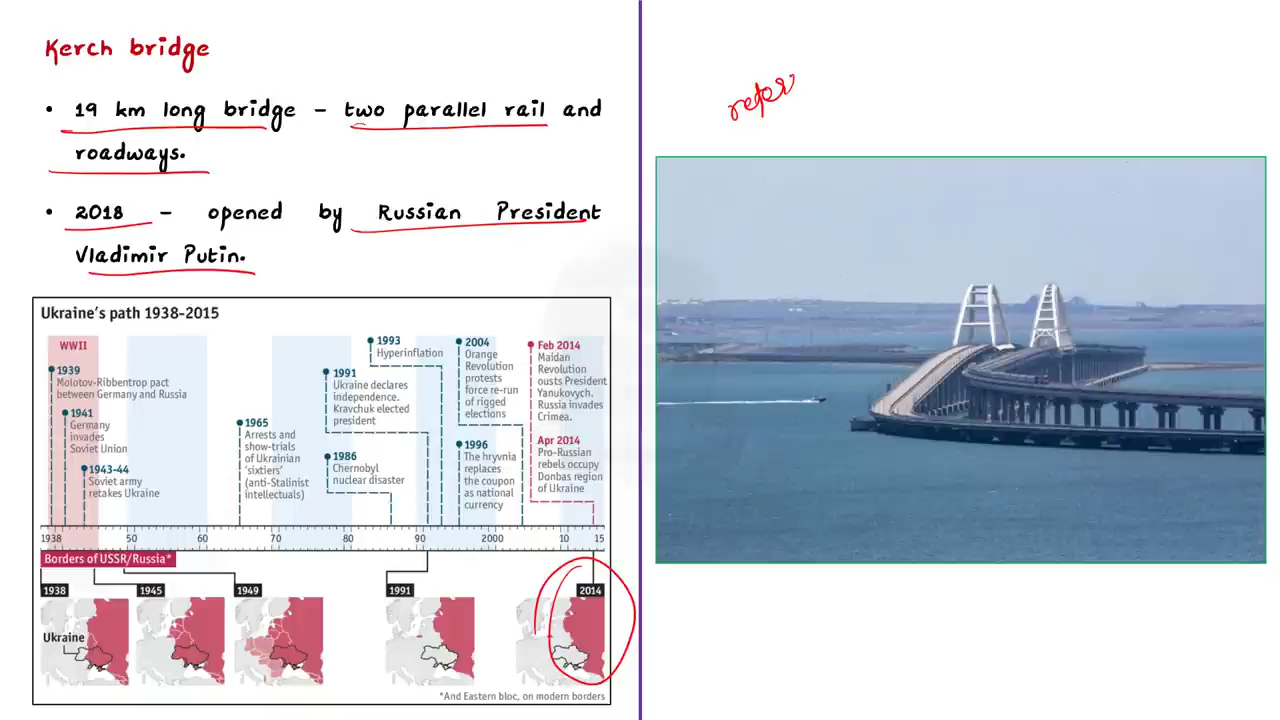 Kerch bridge
• 19 km long bridge – two parallel rail and
roadways.
• 2018 – opened by Russian President
Vladimir Putin.
Ukraine's path 1938-2015
WWII
1939
Molotov-Ribbentrop pact
between Germany and Russia
1941
Germany
invades
Soviet Union
1943-44
Soviet army
retakes Ukraine
1965
Arrests and
show-trials
of Ukrainian
'sixtiers'
(anti-Stalinist
intellectuals)
1991
Ukraine declares
independence.
Kravchuk elected
president
1986
Chernobyl
nuclear disaster
1993
Hyperinflation
2004
Orange
Revolution
protests
force re-run
of rigged
elections
1996
The hryvnia
replaces
the coupon
as national
currency
Feb 2014
Maidan
Revolution
ousts President
Yanukovych.
Russia invades
Crimea.
Apr 2014
Pro-Russian
rebels occupy
Donbas region
of Ukraine
1938 50 60 70 80 90 2000 10 15
Borders of USSR/Russia*
1938 1945 1949 1991 2014
Ukraine
*And Eastern bloc, on modern borders